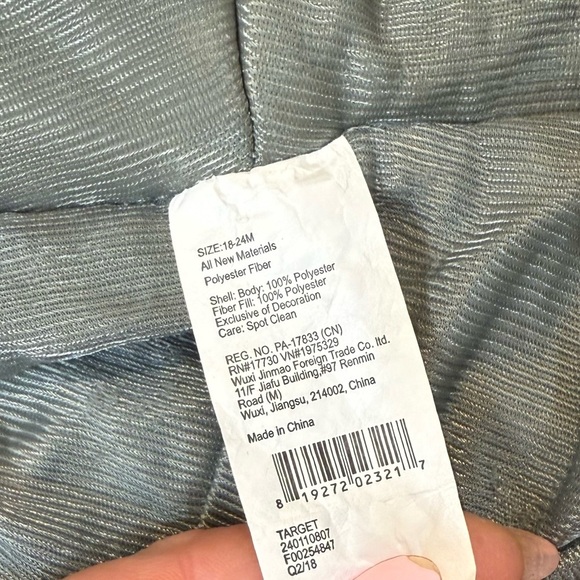 SIZE:18-24M
All New Materials
Polyester Fiber
Shell: Body: 100% Polyester
Fiber Fill: 100% Polyester
Exclusive of Decoration
Care: Spot Clean
REG. NO. PA-17833 (CN)
RN#17730 VN#1975329
Wuxi Jinmao Foreign Trade Co. ltd.
11/F Jiafu Building,#97 Renmin
Road (M)
Wuxi, Jiangsu, 214002, China
Made in China
8 19272 02321 7
TARGET
240110807
F00254847
Q2/18